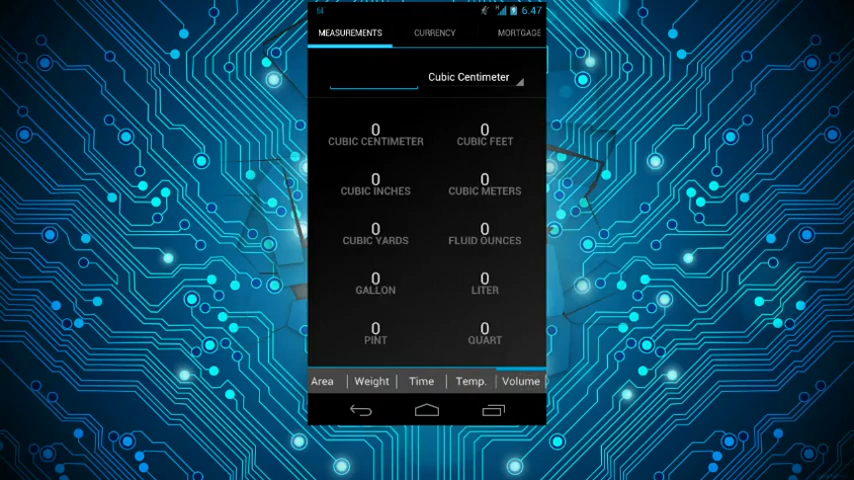 6.47
MEASUREMENTS CURRENCY MORTGAGE
Cubic Centimeter
0 0
CUBIC CENTIMETER CUBIC FEET
0 0
CUBIC INCHES CUBIC METERS
0 0
CUBIC YARDS FLUID OUNCES
0 0
GALLON LITER
0 0
PINT QUART
Area Weight Time Temp. Volume